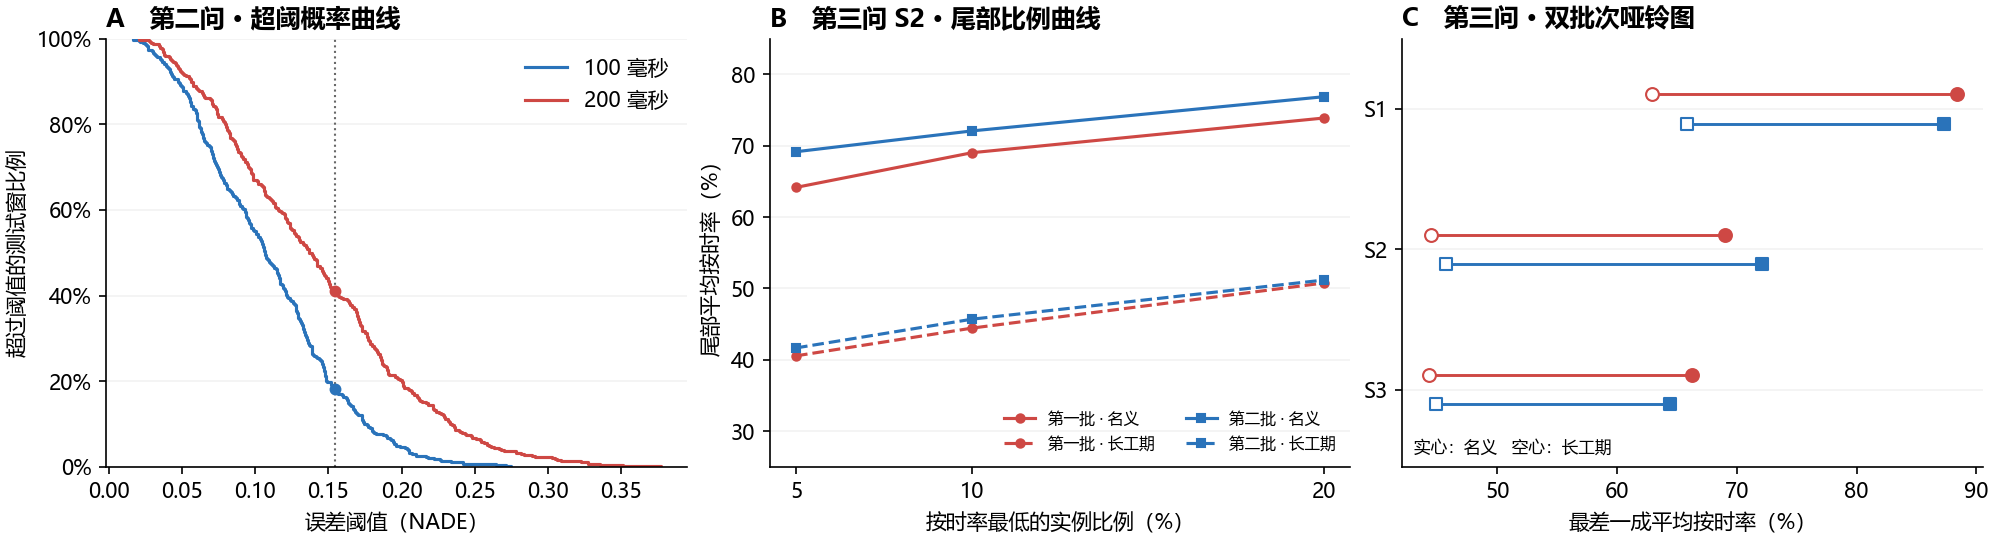 A 第二问·超阈概率曲线
100%
80%
60%
40%
20%
0%
超过阈值的测试窗比例
100 毫秒
200 毫秒
0.00 0.05 0.10 0.15 0.20 0.25 0.30 0.35
误差阈值（NADE）
B 第三问 S2·尾部比例曲线
80
70
60
50
40
30
尾部平均按时率（%）
第一批·名义
第一批·长工期
第二批·名义
第二批·长工期
5 10 20
按时率最低的实例比例（%）
C 第三问·双批次哑铃图
S1
S2
S3
实心：名义 空心：长工期
50 60 70 80 90
最差一成平均按时率（%）